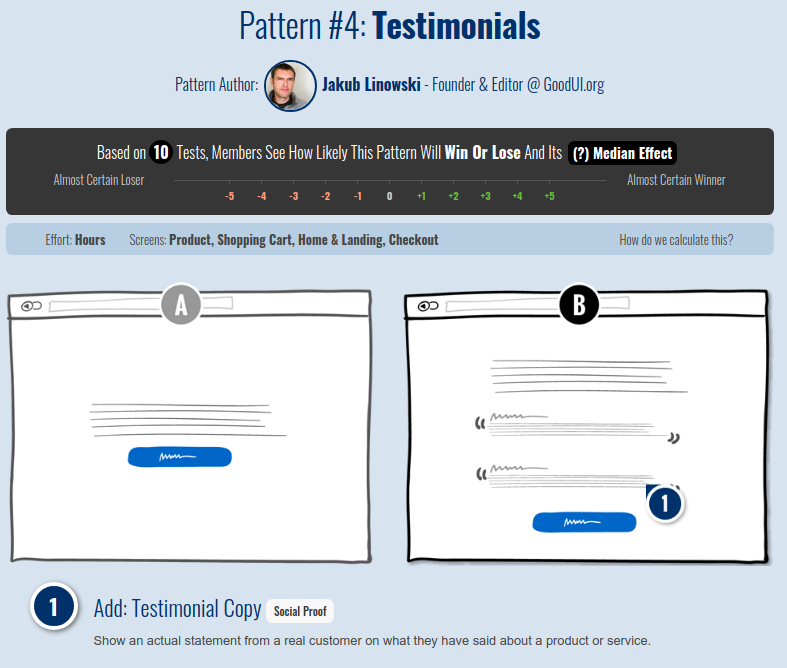 Pattern #4: Testimonials
Pattern Author: Jakub Linowski - Founder & Editor @ GoodUI.org
Based on 10 Tests, Members See How Likely This Pattern Will Win Or Lose And Its (?) Median Effect
Almost Certain Loser
-5 -4 -3 -2 -1 0 +1 +2 +3 +4 +5
Almost Certain Winner
Effort: Hours Screens: Product, Shopping Cart, Home & Landing, Checkout How do we calculate this?
A
B
1
1 Add: Testimonial Copy Social Proof
Show an actual statement from a real customer on what they have said about a product or service.